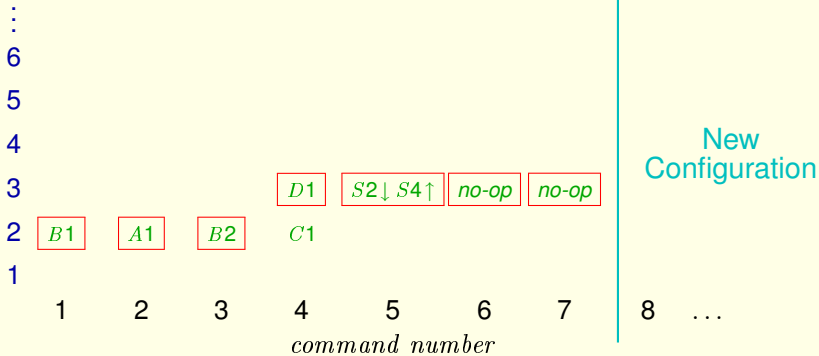 ⋮
6
5
4
New
Configuration
3 D1 S2↓ S4↑ no-op no-op
2 B1 A1 B2 C1
1
1 2 3 4 5 6 7 8 ...
command number